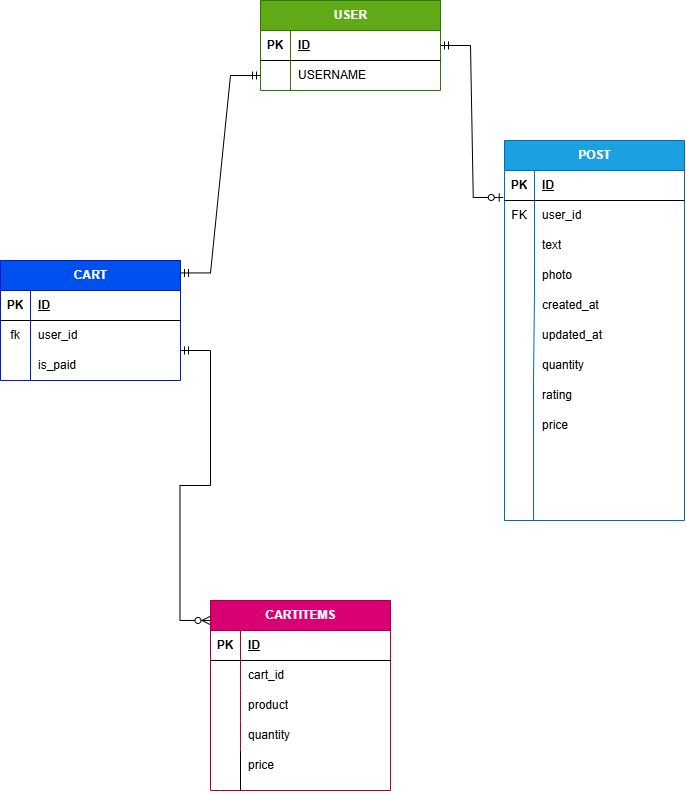 USER
PK ID
USERNAME
POST
PK ID
FK user_id
text
photo
created_at
updated_at
quantity
rating
price
CART
PK ID
fk user_id
is_paid
CARTITEMS
PK ID
cart_id
product
quantity
price